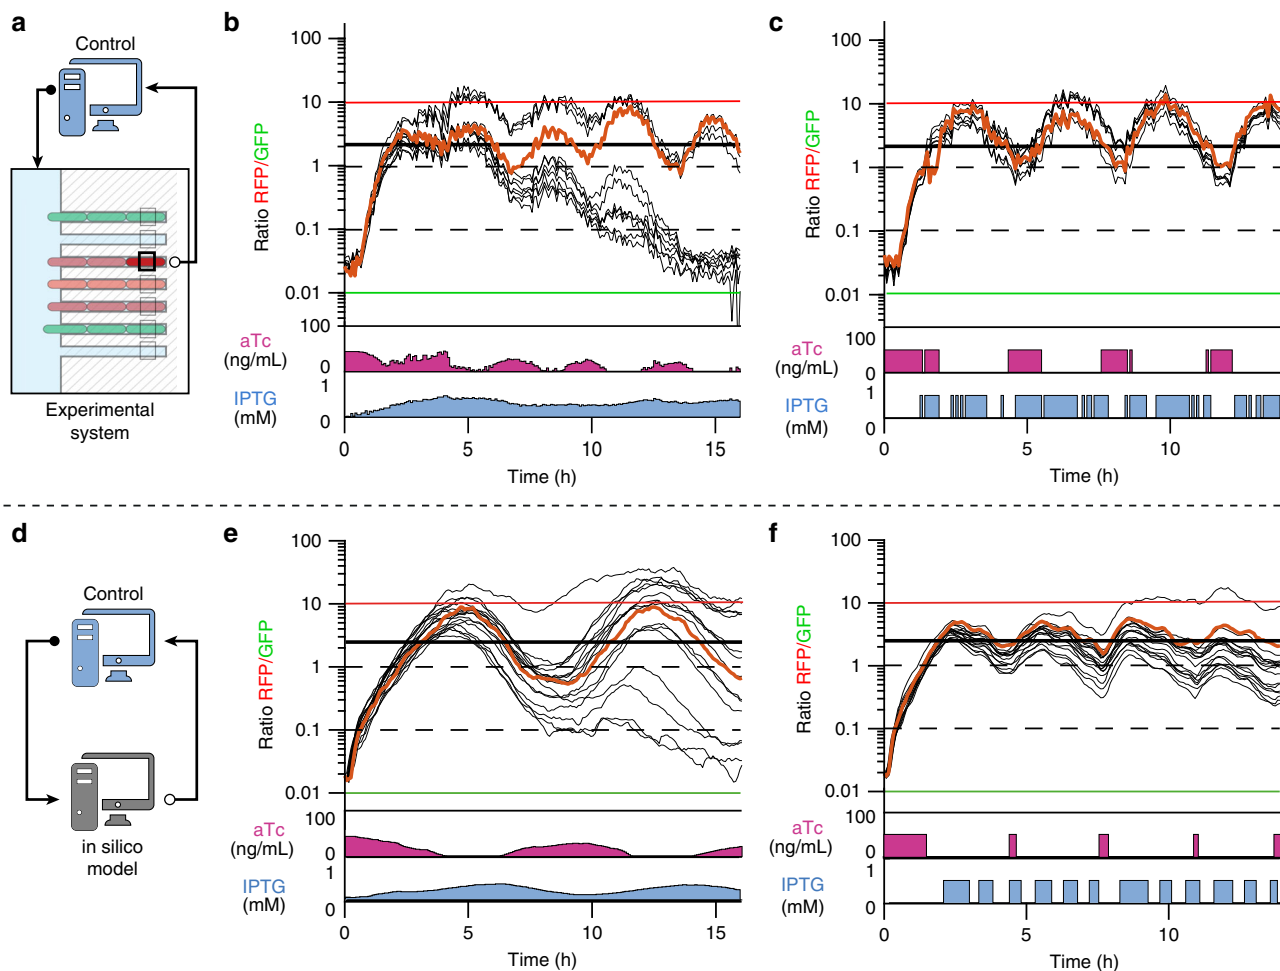 a
Control
Experimental
system
b
Ratio RFP/GFP
100
10
1
0.1
0.01
aTc
(ng/mL)
100
0
IPTG
(mM)
1
0
0 5 10 15
Time (h)
c
Ratio RFP/GFP
100
10
1
0.1
0.01
aTc
(ng/mL)
100
0
IPTG
(mM)
1
0
0 5 10
Time (h)
d
Control
in silico
model
e
Ratio RFP/GFP
100
10
1
0.1
0.01
aTc
(ng/mL)
100
0
IPTG
(mM)
1
0
0 5 10 15
Time (h)
f
Ratio RFP/GFP
100
10
1
0.1
0.01
aTc
(ng/mL)
100
0
IPTG
(mM)
1
0
0 5 10
Time (h)